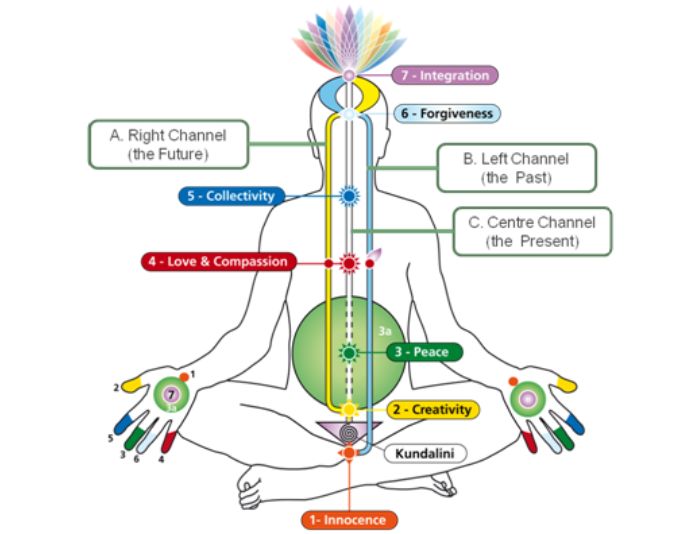 7 - Integration
6 - Forgiveness
A. Right Channel
(the Future)
B. Left Channel
(the Past)
5 - Collectivity
C. Centre Channel
(the Present)
4 - Love & Compassion
3a
3 - Peace
1
2
7
3a
5
3
6
4
2 - Creativity
Kundalini
1- Innocence